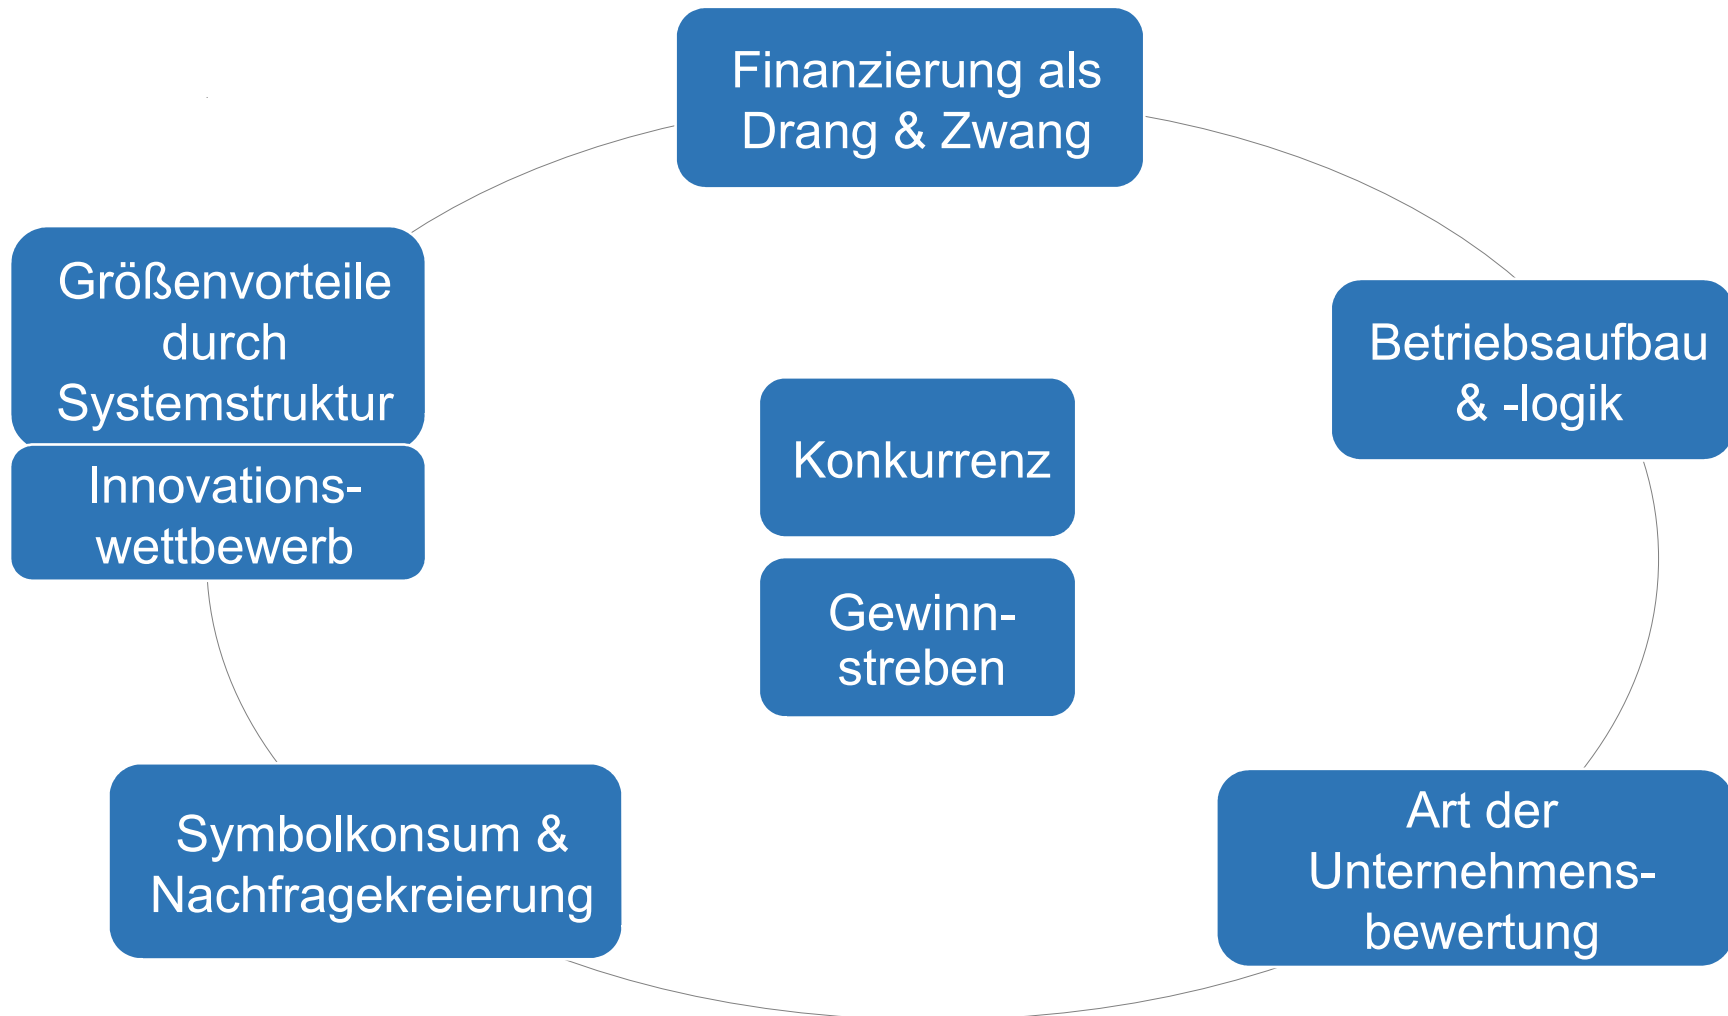 Finanzierung als
Drang & Zwang
Größenvorteile
durch
Systemstruktur
Innovations-
wettbewerb
Betriebsaufbau
& -logik
Konkurrenz
Gewinn-
streben
Symbolkonsum &
Nachfragekreierung
Art der
Unternehmens-
bewertung